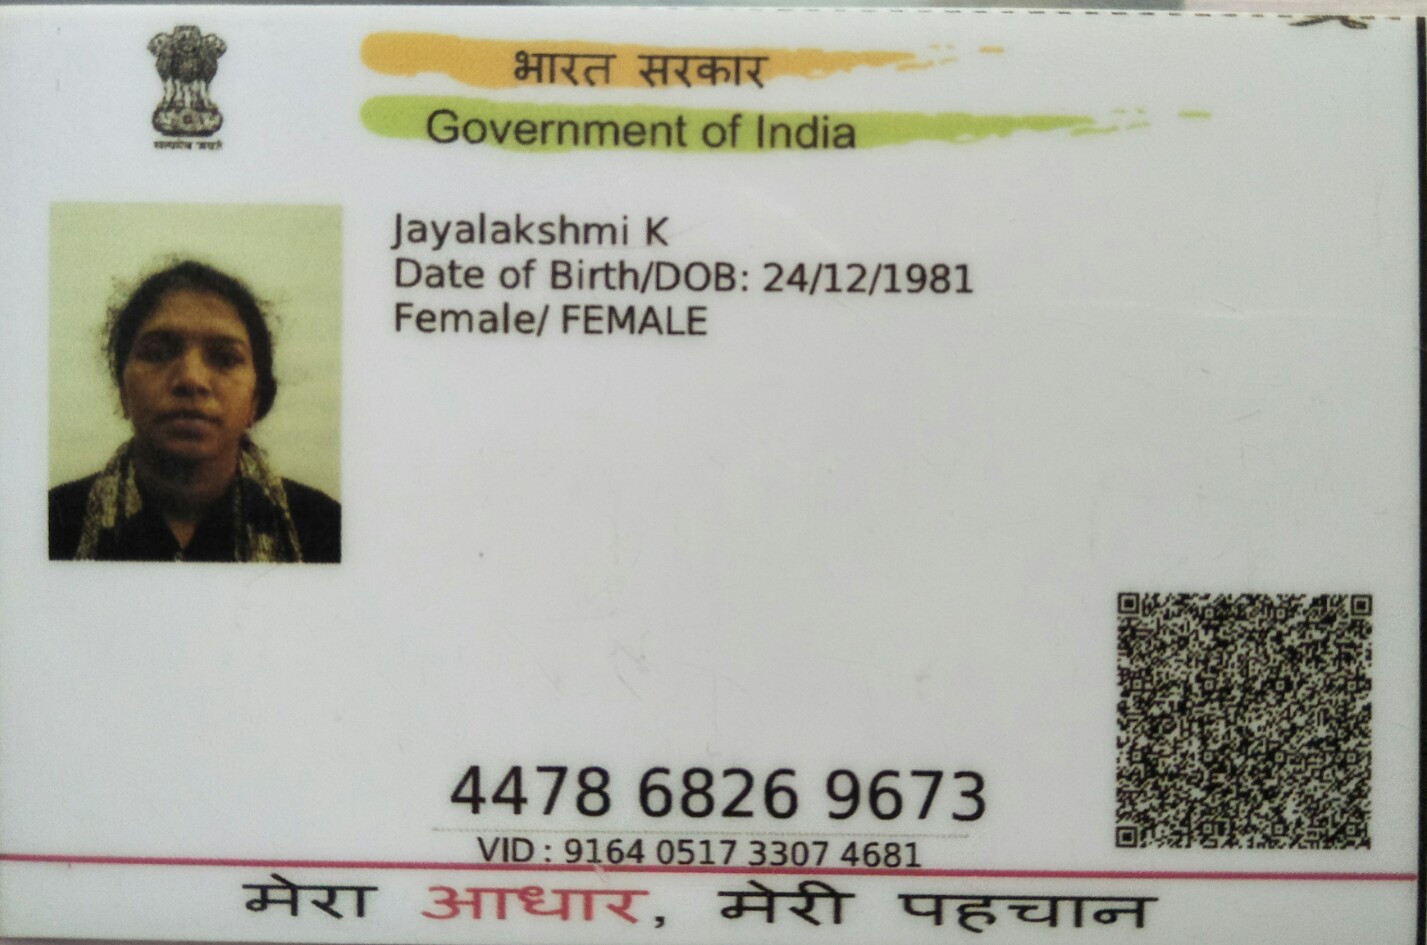 सत्यमेव जयते
भारत सरकार
Government of India
Jayalakshmi K
Date of Birth/DOB: 24/12/1981
Female/ FEMALE
4478 6826 9673
VID : 9164 0517 3307 4681
मेरा आधार, मेरी पहचान